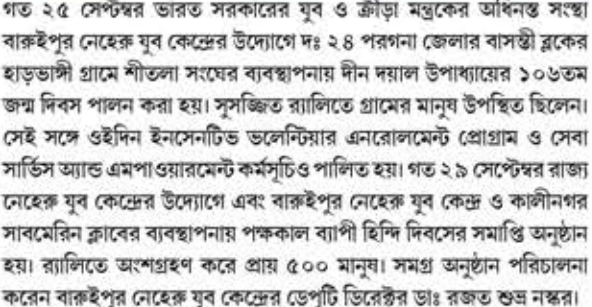 গত ২৫ সেপ্টম্বর ভারত সরকারের যুব ও ক্রীড়া মন্ত্রকের অধিনস্ত সংস্থা
বারুইপুর নেহেরু যুব কেন্দ্রের উদ্যোগে দঃ ২৪ পরগনা জেলার বাসন্তী ব্লকের
হাড়ভাঙ্গী গ্রামে শীতলা সংঘের ব্যবস্থাপনায় দীন দয়াল উপাধ্যায়ের ১০৬তম
জন্ম দিবস পালন করা হয়। সুসজ্জিত র‍্যালিতে গ্রামের মানুষ উপস্থিত ছিলেন।
সেই সঙ্গে ওইদিন ইনসেনটিভ ভলেন্টিয়ার এনরোলমেন্ট প্রোগ্রাম ও সেবা
সার্ভিস অ্যান্ড এমপাওয়ারমেন্ট কর্মসূচিও পালিত হয়। গত ২৯ সেপ্টেম্বর রাজ্য
নেহেরু যুব কেন্দ্রের উদ্যোগে এবং বারুইপুর নেহেরু যুব কেন্দ্র ও কালীনগর
সাবমেরিন ক্লাবের ব্যবস্থাপনায় পক্ষকাল ব্যাপী হিন্দি দিবসের সমাপ্তি অনুষ্ঠান
হয়। র‍্যালিতে অংশগ্রহণ করে প্রায় ৫০০ মানুষ। সমগ্র অনুষ্ঠান পরিচালনা
করেন বারুইপুর নেহেরু যুব কেন্দ্রের ডেপুটি ডিরেক্টর ডাঃ রজত শুভ্র নস্কর।